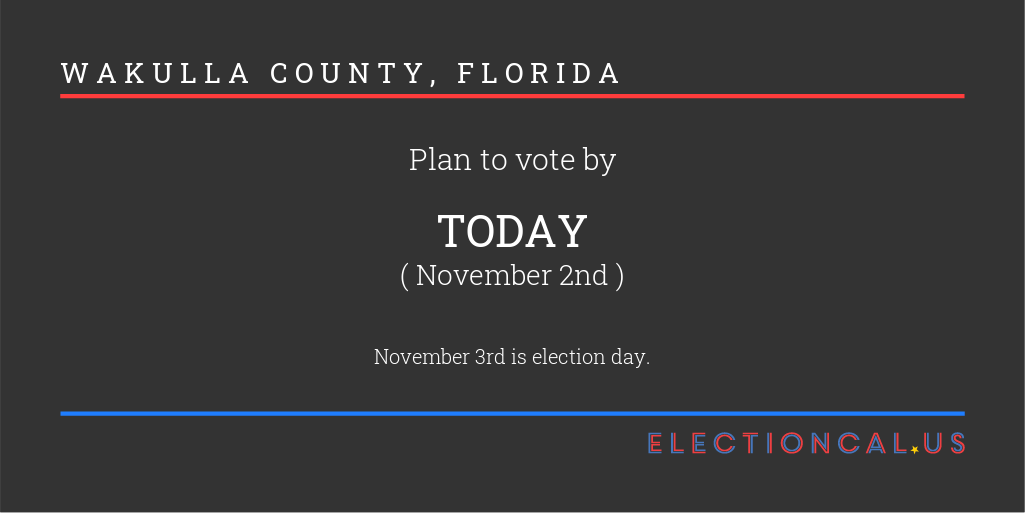 WAKULLA COUNTY, FLORIDA
Plan to vote by
TODAY
( November 2nd )
November 3rd is election day.
ELECTIONCAL.US